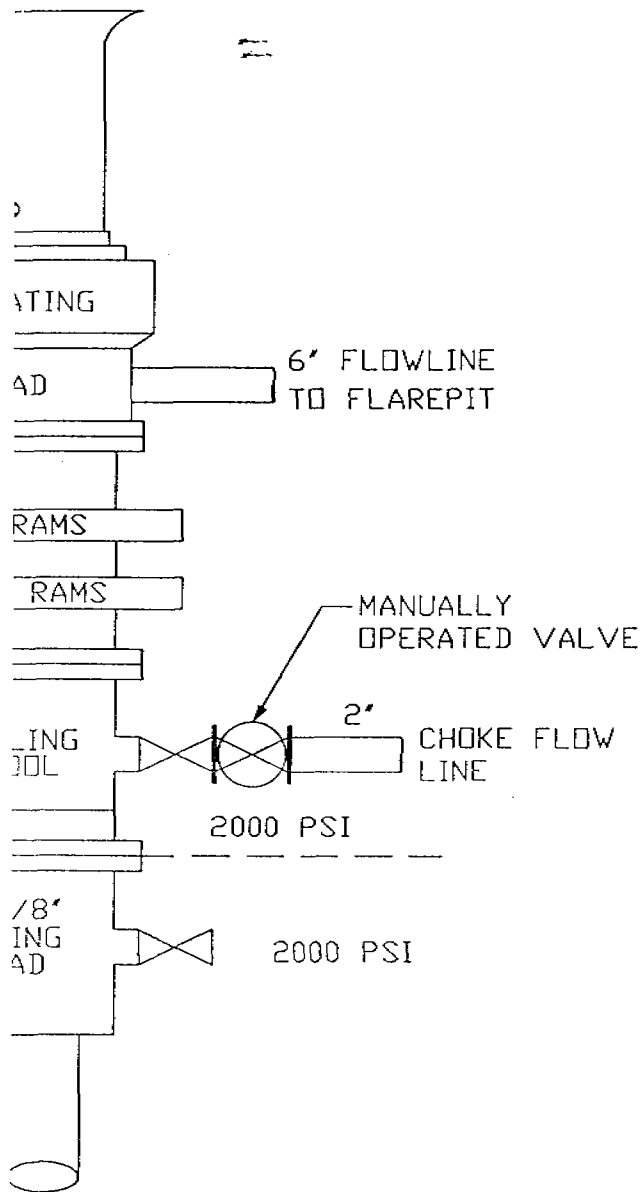 ATING
6" FLOWLINE
AD
TO FLAREPIT
RAMS
RAMS
MANUALLY
OPERATED VALVE
2"
LING
CHOKE FLOW
OOL
LINE
2000 PSI
/8"
ING
2000 PSI
AD